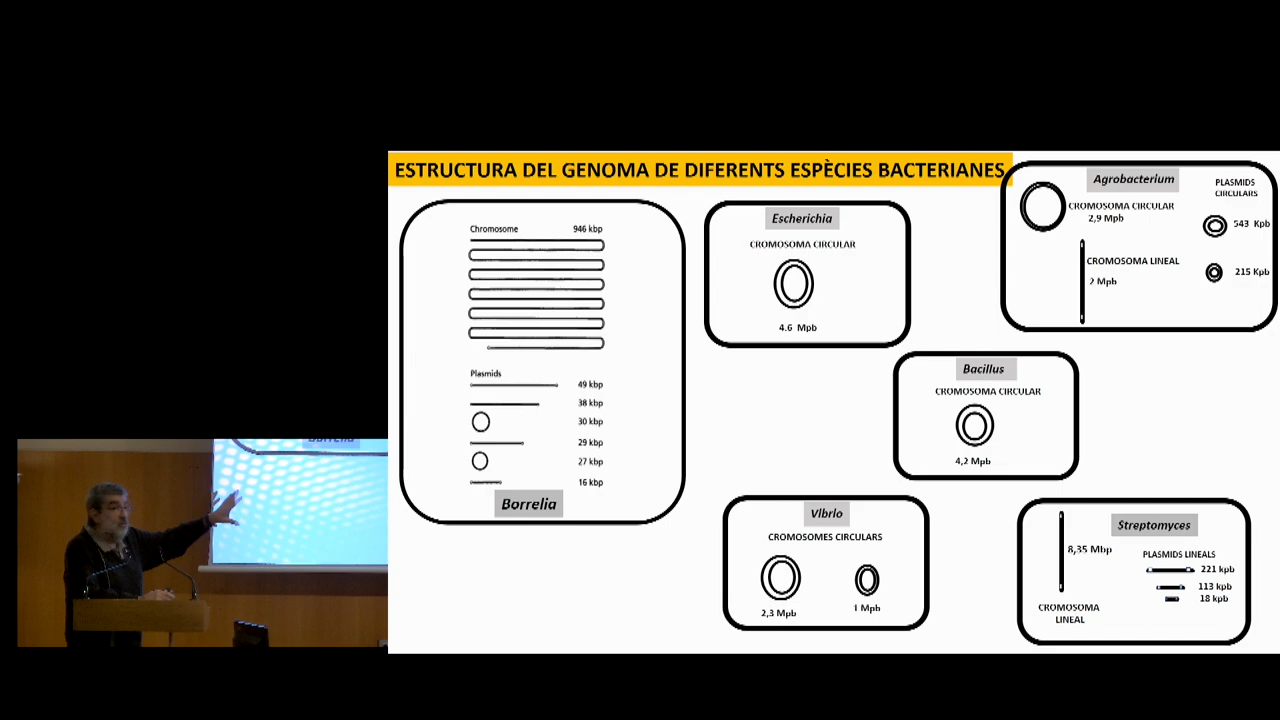 ESTRUCTURA DEL GENOMA DE DIFERENTS ESPÈCIES BACTERIANES
Chromosome 946 kbp
Plasmids
49 kbp
38 kbp
30 kbp
29 kbp
27 kbp
16 kbp
Borrelia
Escherichia
CROMOSOMA CIRCULAR
4.6 Mpb
Agrobacterium
CROMOSOMA CIRCULAR
2,9 Mpb
CROMOSOMA LINEAL
2 Mpb
PLASMIDS
CIRCULARS
543 Kpb
215 Kpb
Bacillus
CROMOSOMA CIRCULAR
4,2 Mpb
Vibrio
CROMOSOMES CIRCULARS
2,3 Mpb
1 Mpb
Streptomyces
8,35 Mbp
CROMOSOMA
LINEAL
PLASMIDS LINEALS
221 kpb
113 kpb
18 kpb
Borrelia